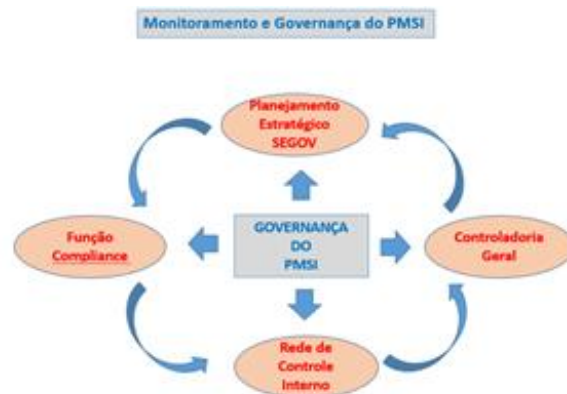 Monitoramento e Governança do PMSI
Planejamento
Estratégico
SEGOV
Função
Compliance
GOVERNANÇA
DO
PMSI
Controladoria
Geral
Rede de
Controle
Interno